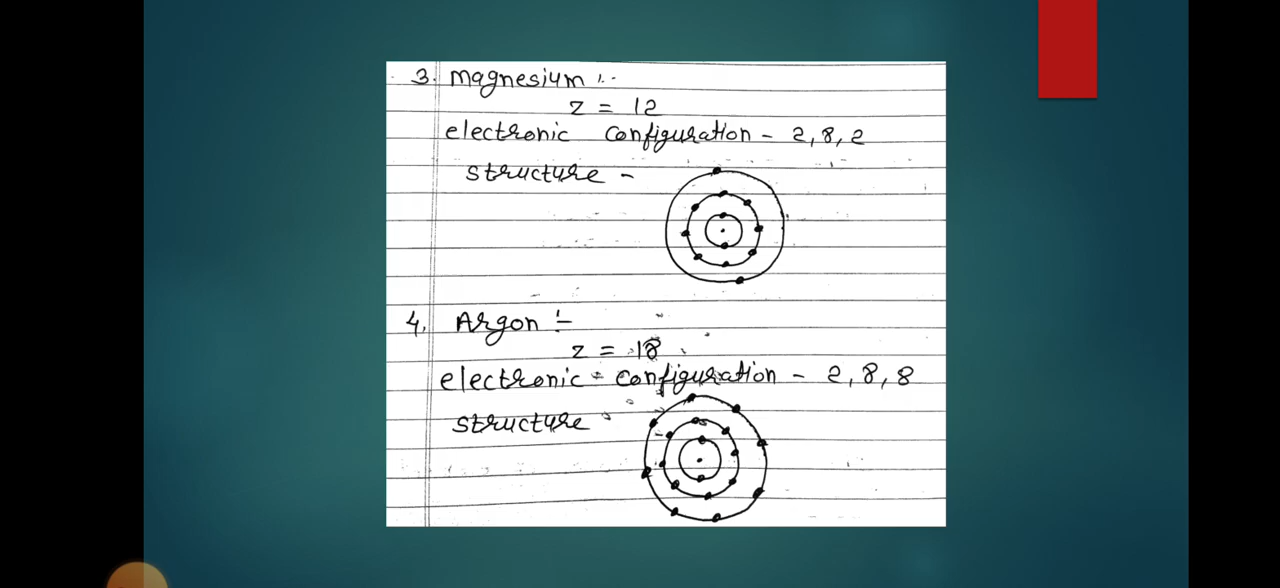 3. Magnesium :-
z = 12
electronic configuration - 2, 8, 2
structure -
4. Argon :-
z = 18
electronic - configuration - 2, 8, 8
structure -